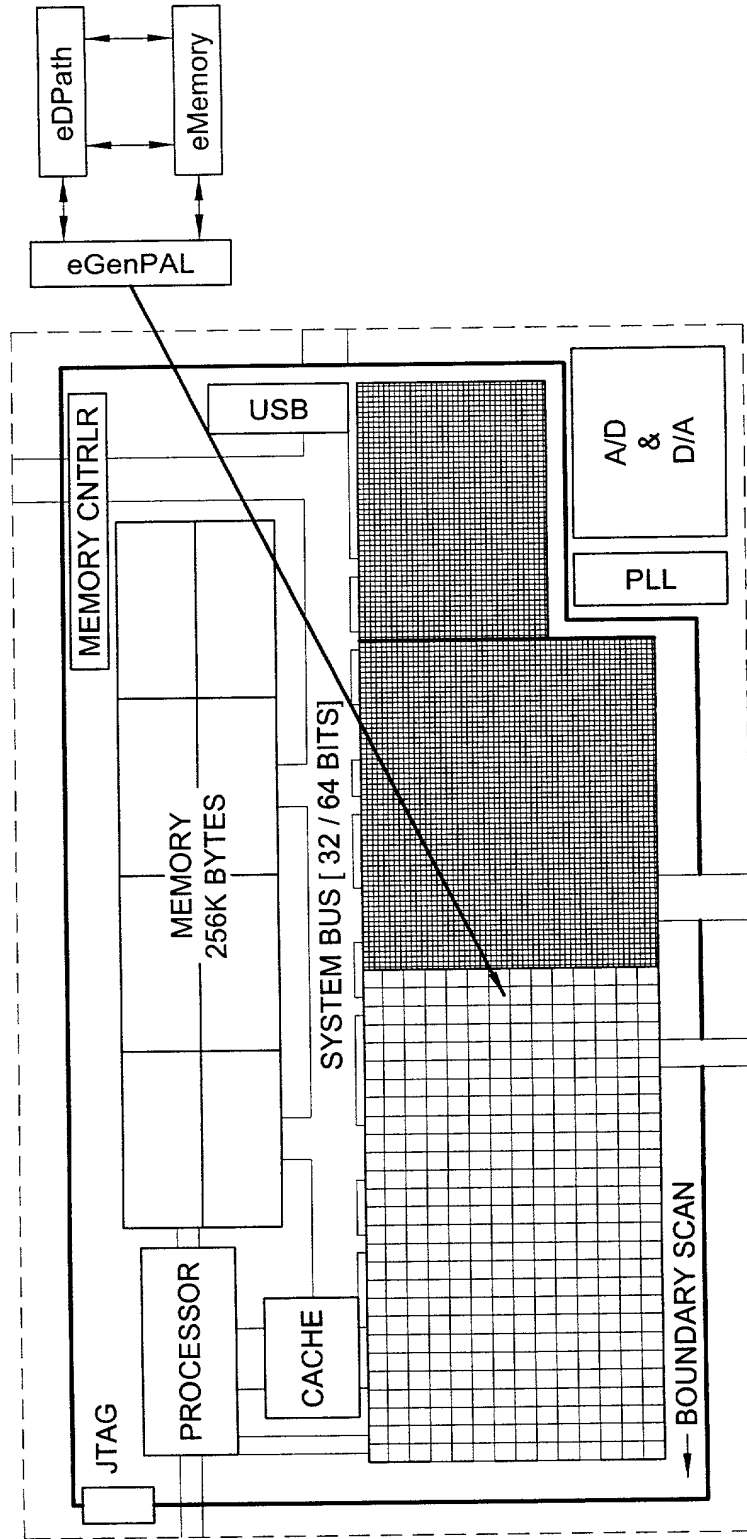 eDPath
eMemory
eGenPAL
MEMORY CNTRLR
USB
A/D
&
D/A
PLL
MEMORY
256K BYTES
SYSTEM BUS [ 32 / 64 BITS]
PROCESSOR
CACHE
JTAG
BOUNDARY SCAN